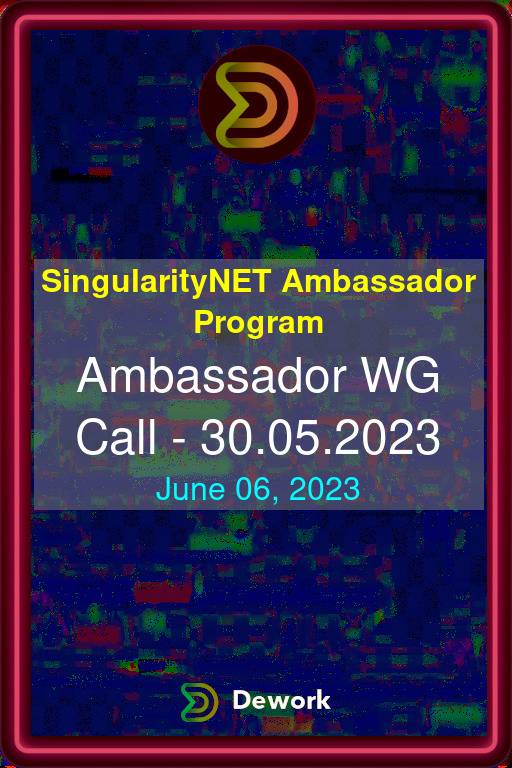 SingularityNET Ambassador
Program
Ambassador WG
Call - 30.05.2023
June 06, 2023
Dework